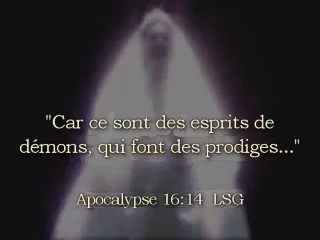 "Car ce sont des esprits de
démons, qui font des prodiges..."
Apocalypse 16:14 LSG